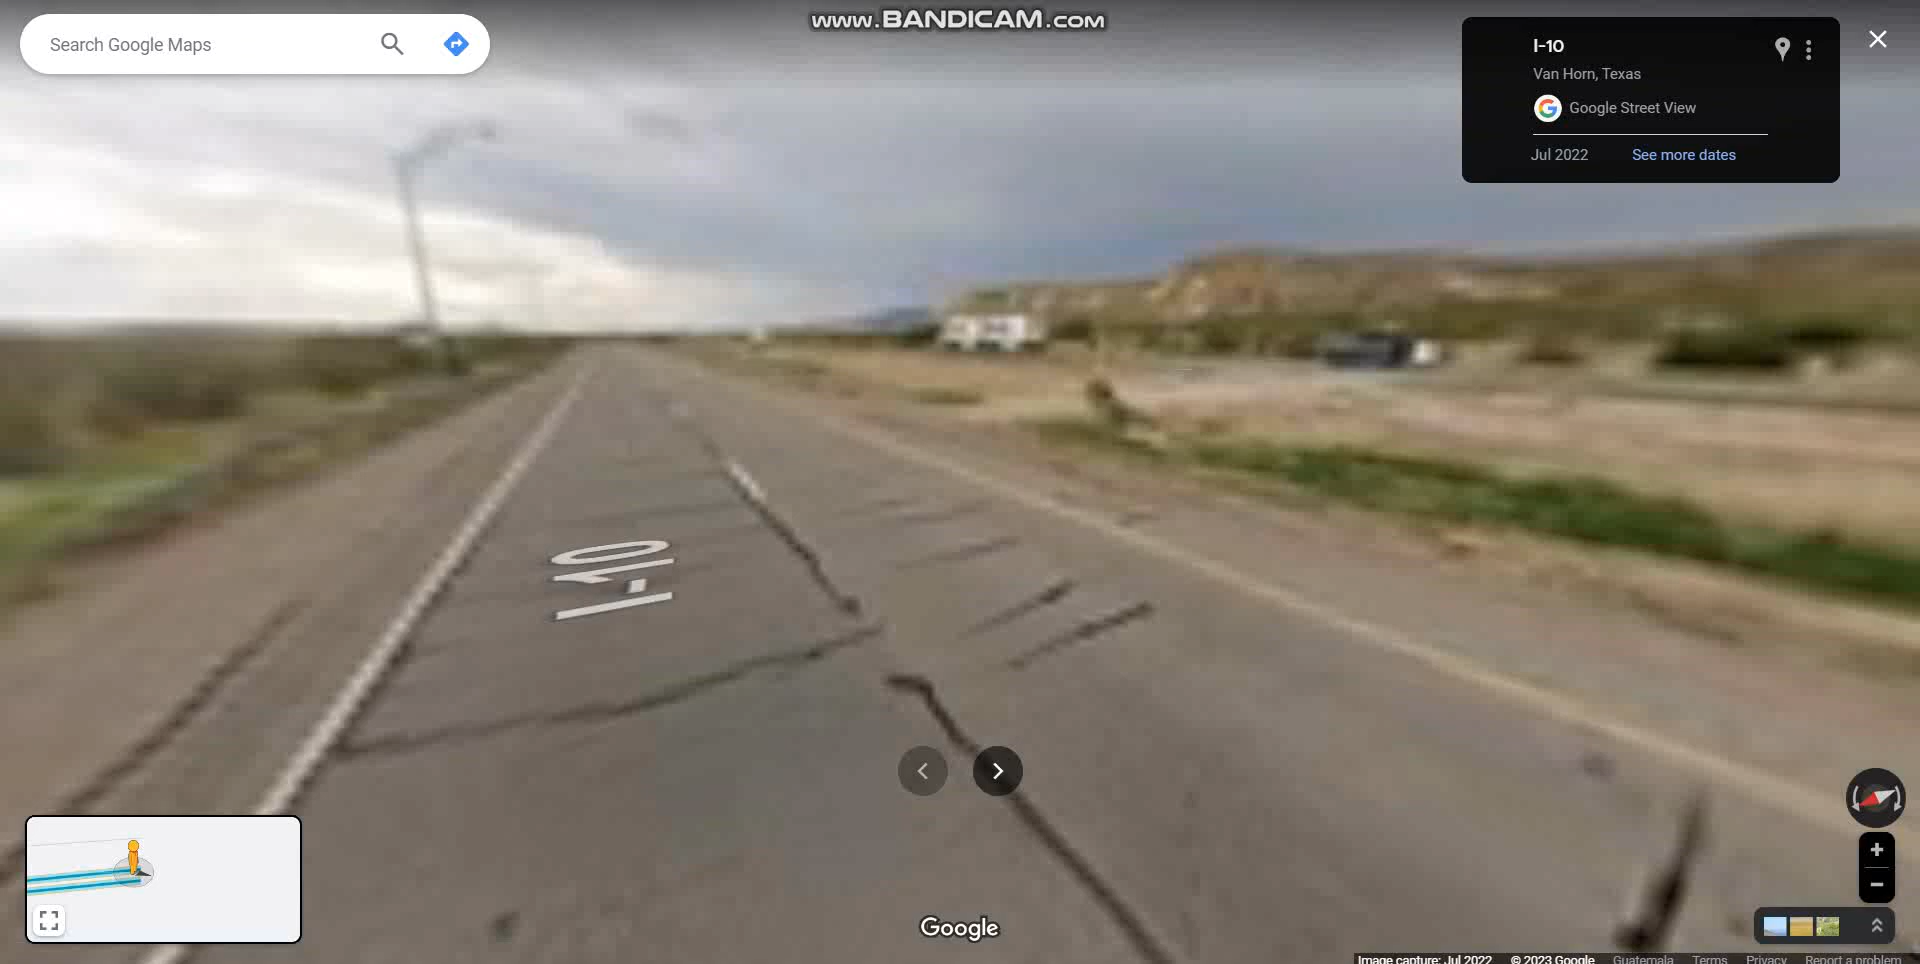 www.BANDICAM.com
Search Google Maps
I-10
Van Horn, Texas
Google Street View
Jul 2022 See more dates
I-10
Google
Image capture: Jul 2022 © 2023 Google Guatemala Terms Privacy Report a problem